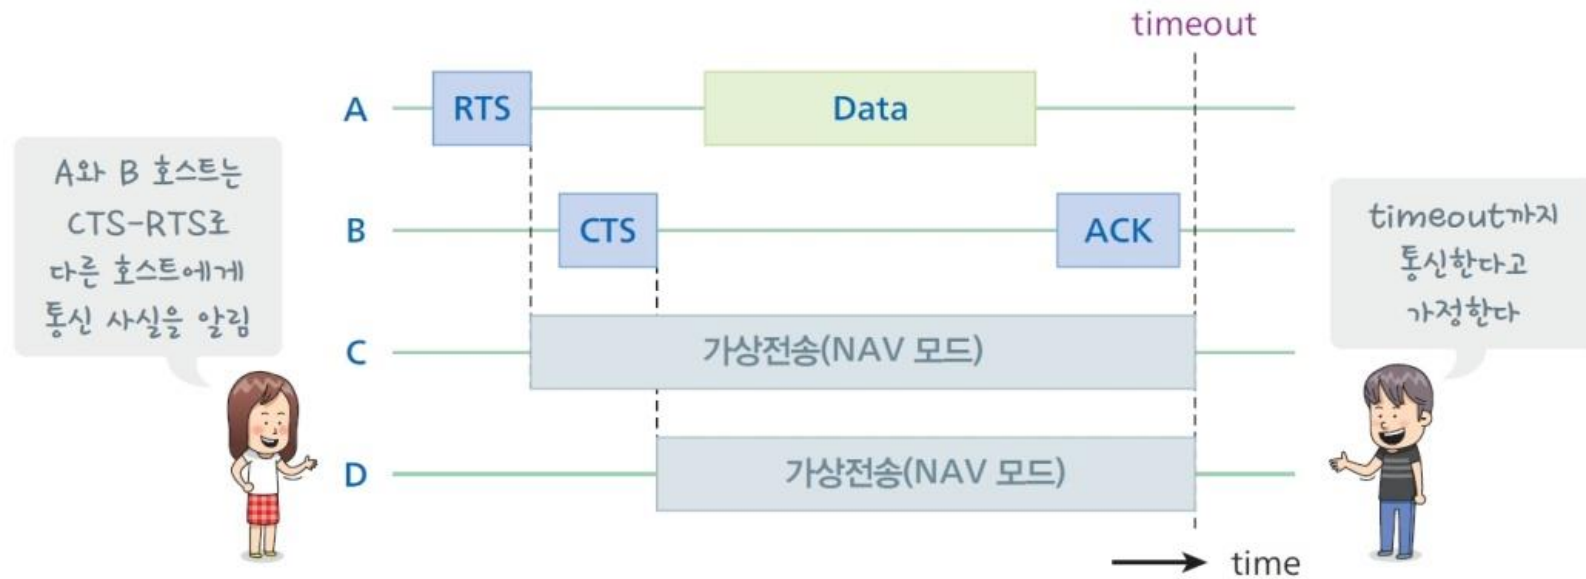 timeout
A
RTS
Data
A와 B 호스트는
CTS-RTS로
다른 호스트에게
통신 사실을 알림
B
CTS
ACK
timeout까지
통신한다고
가정한다
C
가상전송(NAV 모드)
D
가상전송(NAV 모드)
time